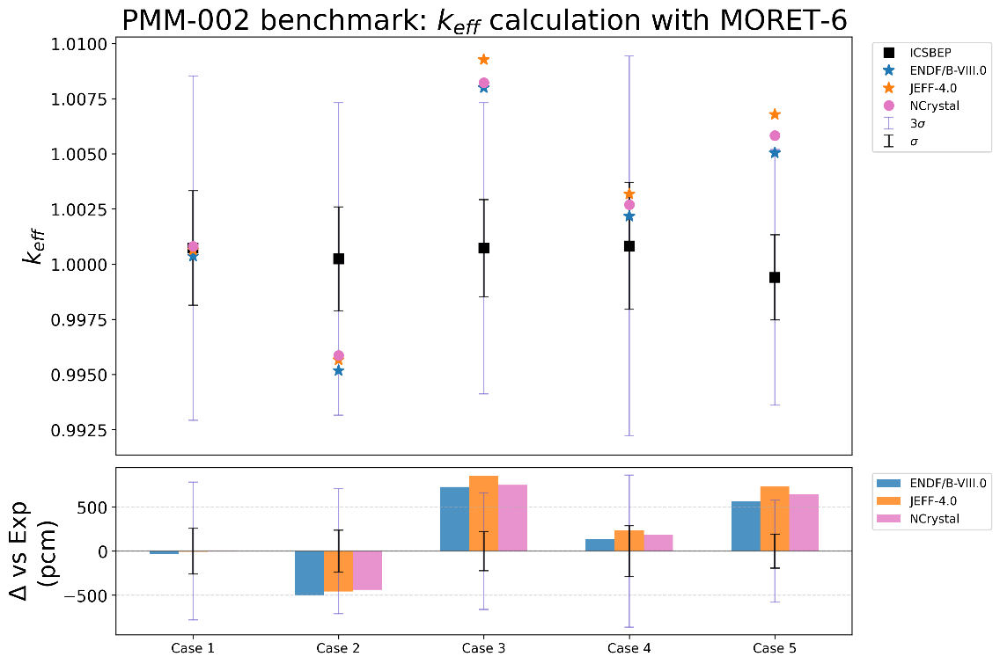 PMM-002 benchmark: k_eff calculation with MORET-6
1.0100
1.0075
1.0050
1.0025
1.0000
0.9975
0.9950
0.9925
k_eff
ICSBEP
ENDF/B-VIII.0
JEFF-4.0
NCrystal
3σ
σ
500
0
−500
Δ vs Exp
(pcm)
ENDF/B-VIII.0
JEFF-4.0
NCrystal
Case 1
Case 2
Case 3
Case 4
Case 5